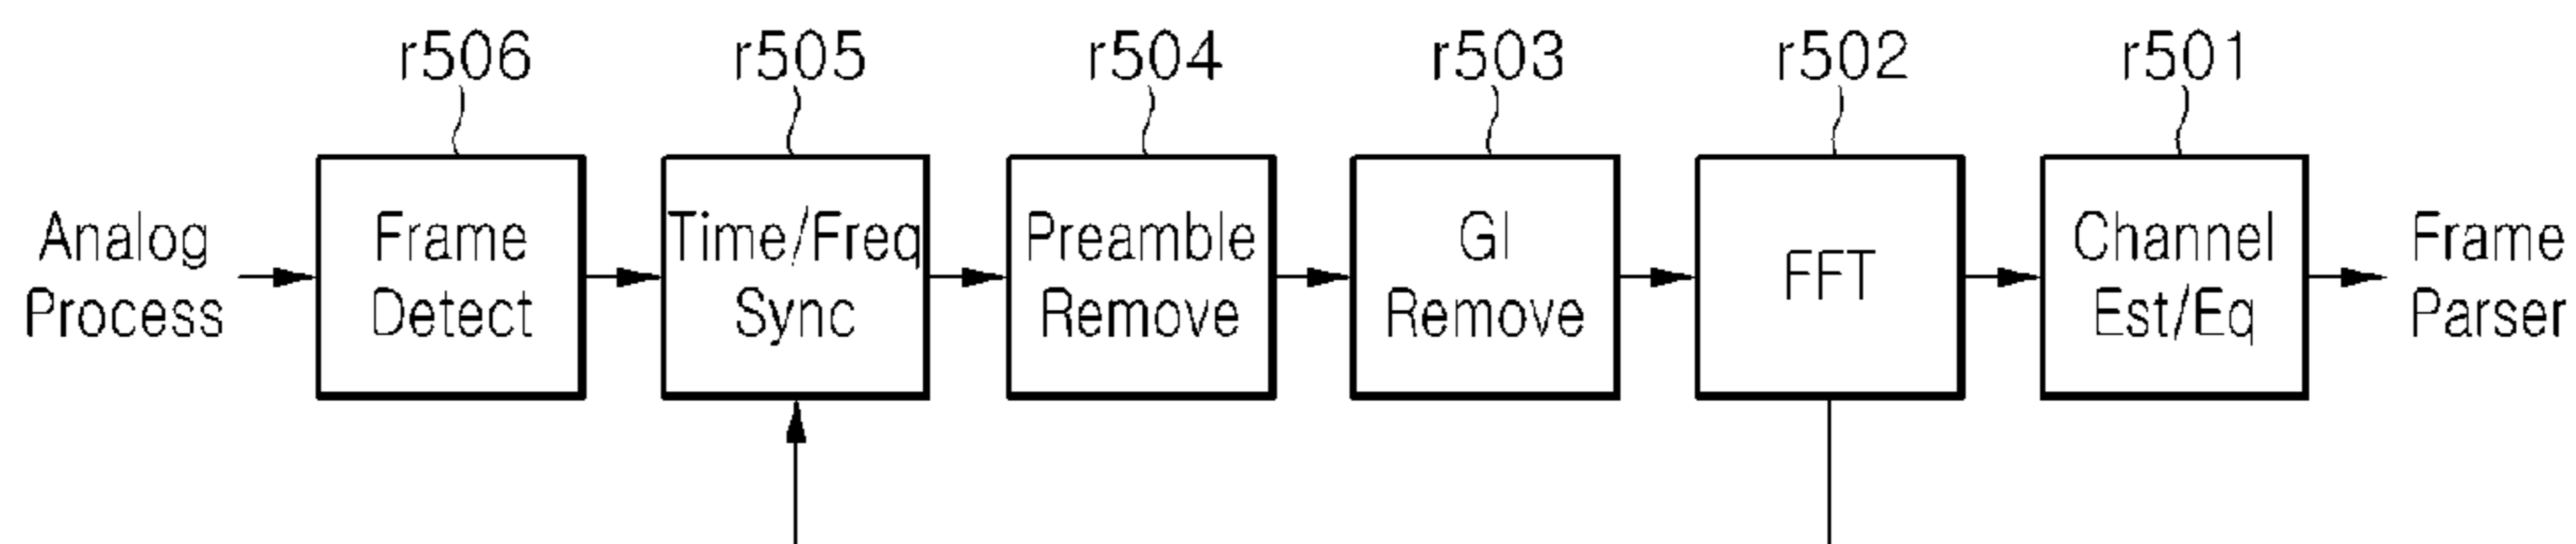 r506
r505
r504
r503
r502
r501
Analog
Process
Frame
Detect
Time/Freq
Sync
Preamble
Remove
GI
Remove
FFT
Channel
Est/Eq
Frame
Parser